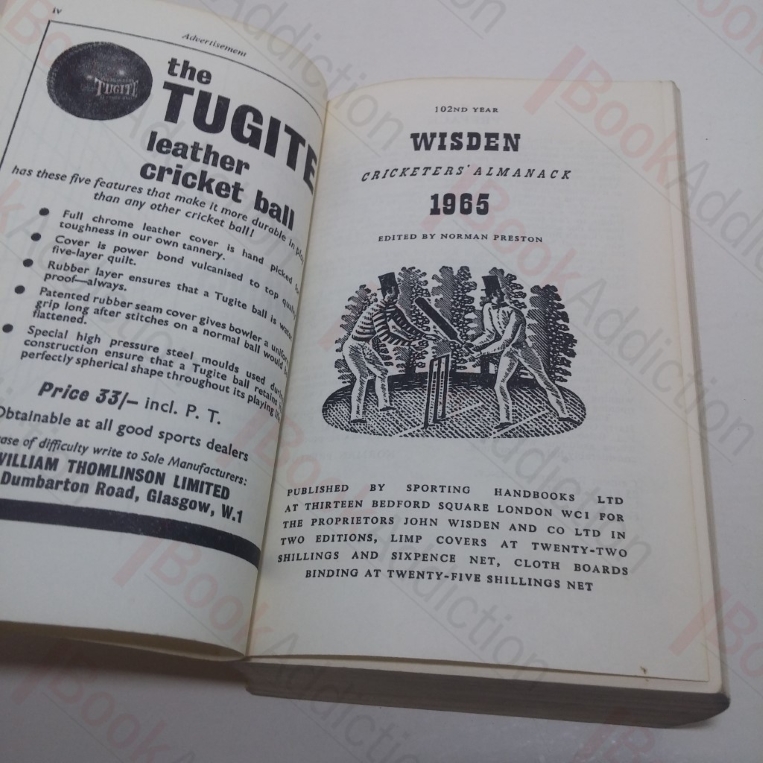 iv
Advertisement
TUGITE
the
TUGITE
leather
cricket ball
has these five features that make it more durable in
than any other cricket ball!
● Full chrome leather cover is hand picked
toughness in our own tannery.
● Cover is power bond vulcanised to top
five-layer quilt.
● Rubber layer ensures that a Tugite ball is
proof—always.
● Patented rubber seam cover gives bowler a
grip long after stitches on a normal ball would
flattened.
● Special high pressure steel moulds used
construction ensure that a Tugite ball retains
perfectly spherical shape throughout its playing
Price 33/– incl. P. T.
Obtainable at all good sports dealers
of difficulty write to Sole Manufacturers:
WILLIAM THOMLINSON LIMITED
Dumbarton Road, Glasgow, W.1
102ND YEAR
WISDEN
CRICKETERS' ALMANACK
1965
EDITED BY NORMAN PRESTON
PUBLISHED BY SPORTING HANDBOOKS LTD
AT THIRTEEN BEDFORD SQUARE LONDON WC1 FOR
THE PROPRIETORS JOHN WISDEN AND CO LTD IN
TWO EDITIONS, LIMP COVERS AT TWENTY-TWO
SHILLINGS AND SIXPENCE NET, CLOTH BOARDS
BINDING AT TWENTY-FIVE SHILLINGS NET
BookAddiction